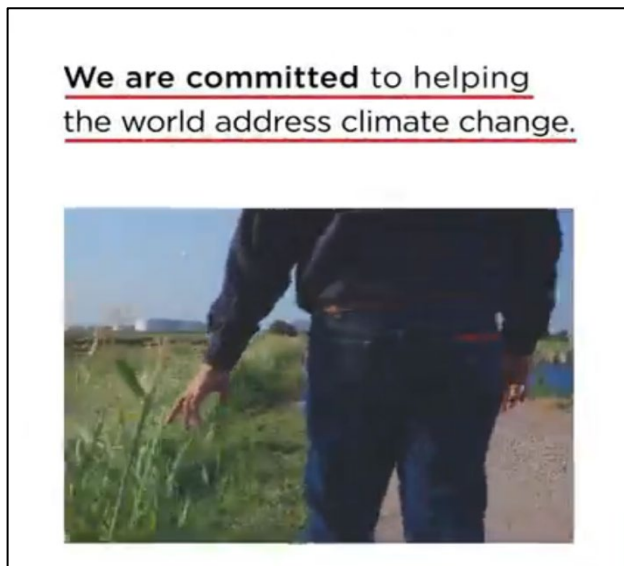 We are committed to helping
the world address climate change.